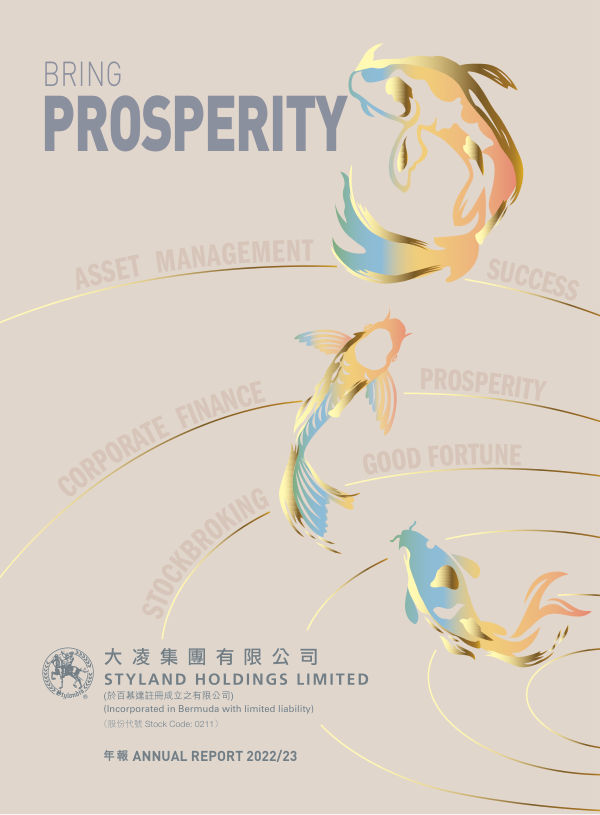 BRING
PROSPERITY
ASSET MANAGEMENT
SUCCESS
CORPORATE FINANCE
PROSPERITY
GOOD FORTUNE
STOCKBROKING
大凌集團有限公司
STYLAND HOLDINGS LIMITED
(於百慕達註冊成立之有限公司)
(Incorporated in Bermuda with limited liability)
(股份代號 Stock Code: 0211)
Styland
年報 ANNUAL REPORT 2022/23